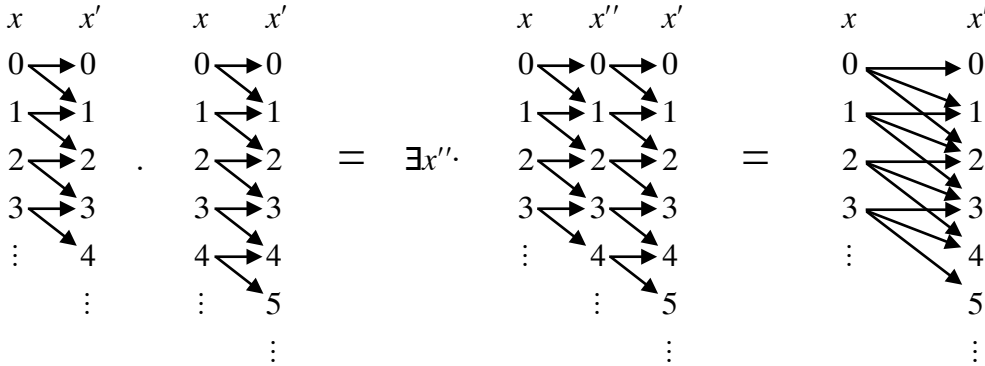 x x′ x x′ x x″ x′ x x′
0 0 0 0 0 0 0 0 0
1 1 1 1 1 1 1 1 1
2 2 . 2 2 = ∃x″· 2 2 2 = 2 2
3 3 3 3 3 3 3 3 3
⋮ 4 4 4 ⋮ 4 4 ⋮ 4
⋮ ⋮ 5 ⋮ 5 5
⋮ ⋮ ⋮